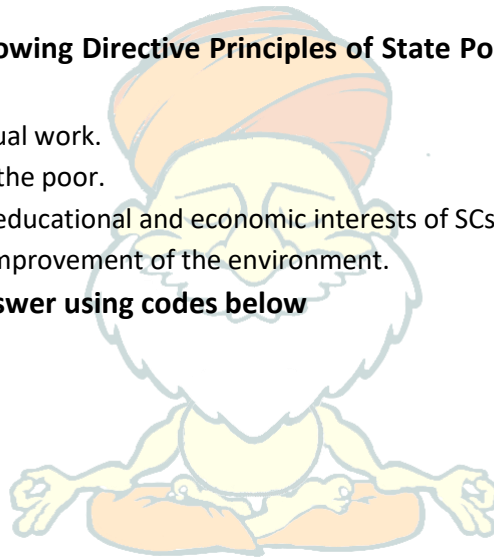 owing Directive Principles of State Po
ual work.
the poor.
educational and economic interests of SCs
mprovement of the environment.
swer using codes below